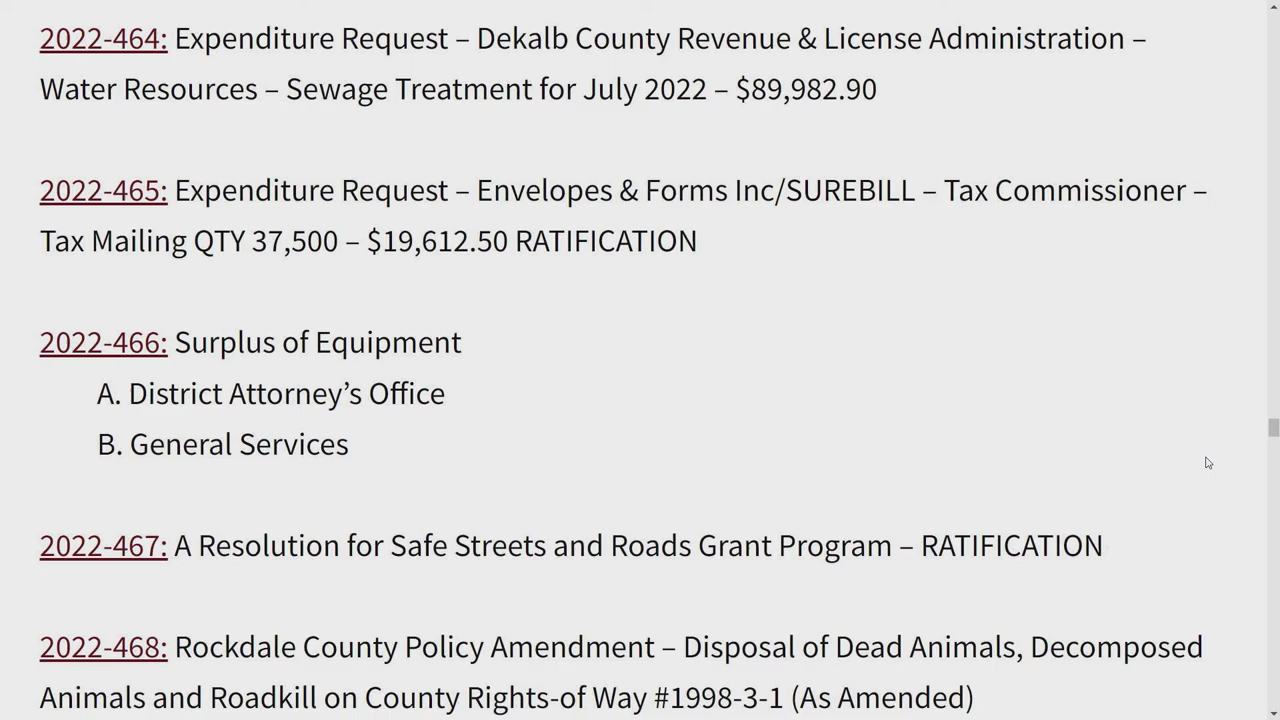 2022-464: Expenditure Request – Dekalb County Revenue & License Administration –
Water Resources – Sewage Treatment for July 2022 – $89,982.90
2022-465: Expenditure Request – Envelopes & Forms Inc/SUREBILL – Tax Commissioner –
Tax Mailing QTY 37,500 – $19,612.50 RATIFICATION
2022-466: Surplus of Equipment
A. District Attorney’s Office
B. General Services
2022-467: A Resolution for Safe Streets and Roads Grant Program – RATIFICATION
2022-468: Rockdale County Policy Amendment – Disposal of Dead Animals, Decomposed
Animals and Roadkill on County Rights-of Way #1998-3-1 (As Amended)